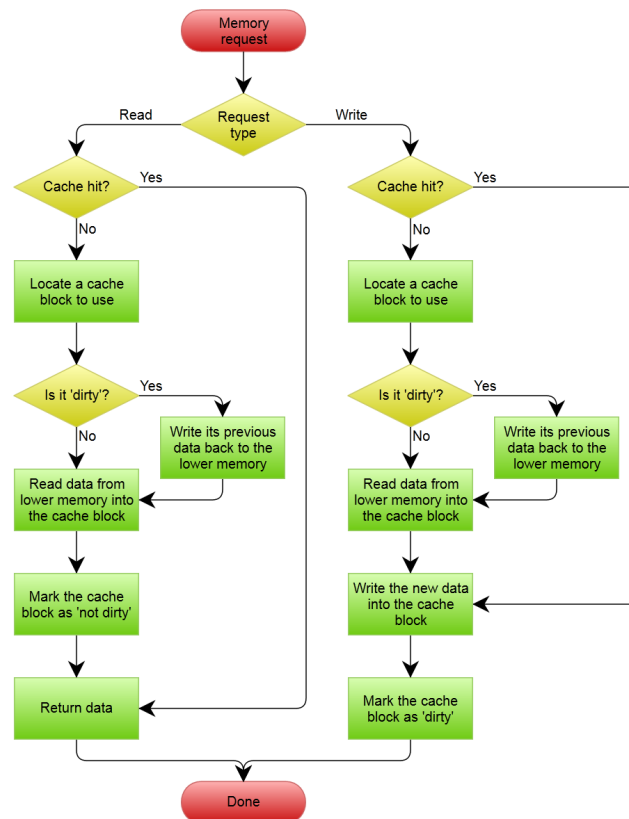 Memory
request
Request
type
Read
Write
Cache hit?
Yes
No
Locate a cache
block to use
Is it 'dirty'?
Yes
No
Write its previous
data back to the
lower memory
Read data from
lower memory into
the cache block
Mark the cache
block as 'not dirty'
Return data
Cache hit?
Yes
No
Locate a cache
block to use
Is it 'dirty'?
Yes
No
Write its previous
data back to the
lower memory
Read data from
lower memory into
the cache block
Write the new data
into the cache
block
Mark the cache
block as 'dirty'
Done